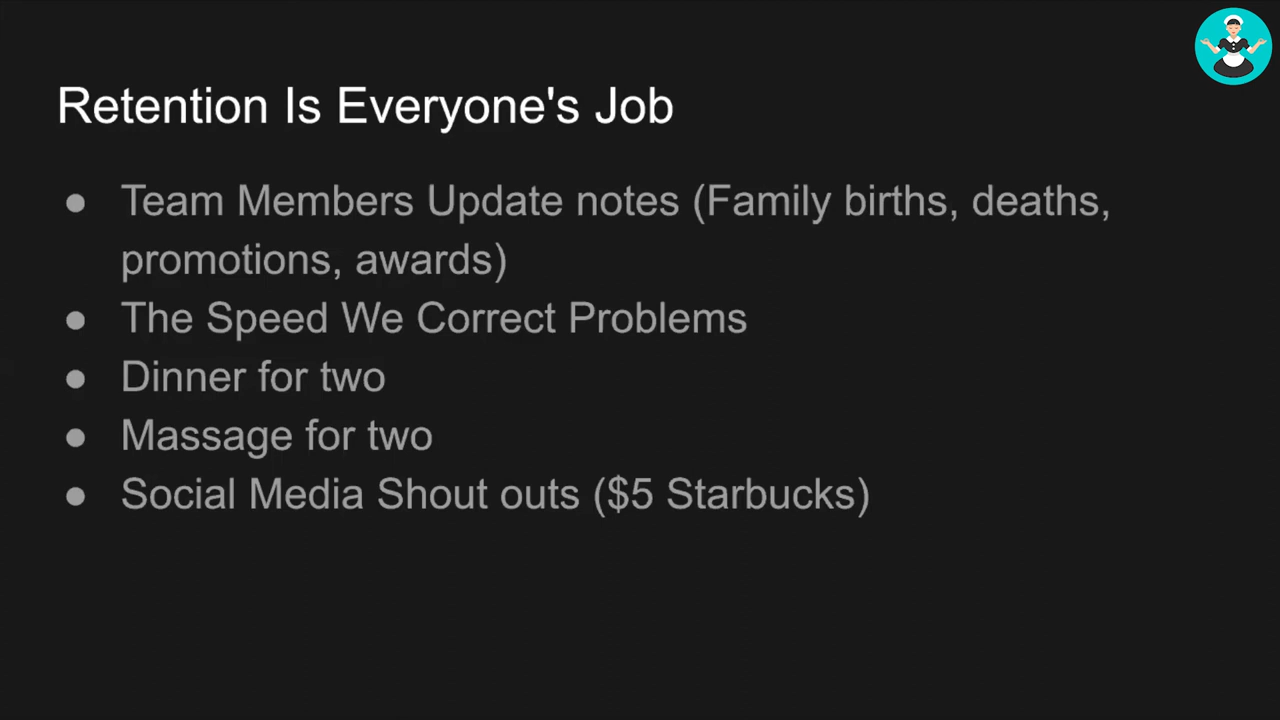 Retention Is Everyone's Job
● Team Members Update notes (Family births, deaths,
promotions, awards)
● The Speed We Correct Problems
● Dinner for two
● Massage for two
● Social Media Shout outs ($5 Starbucks)